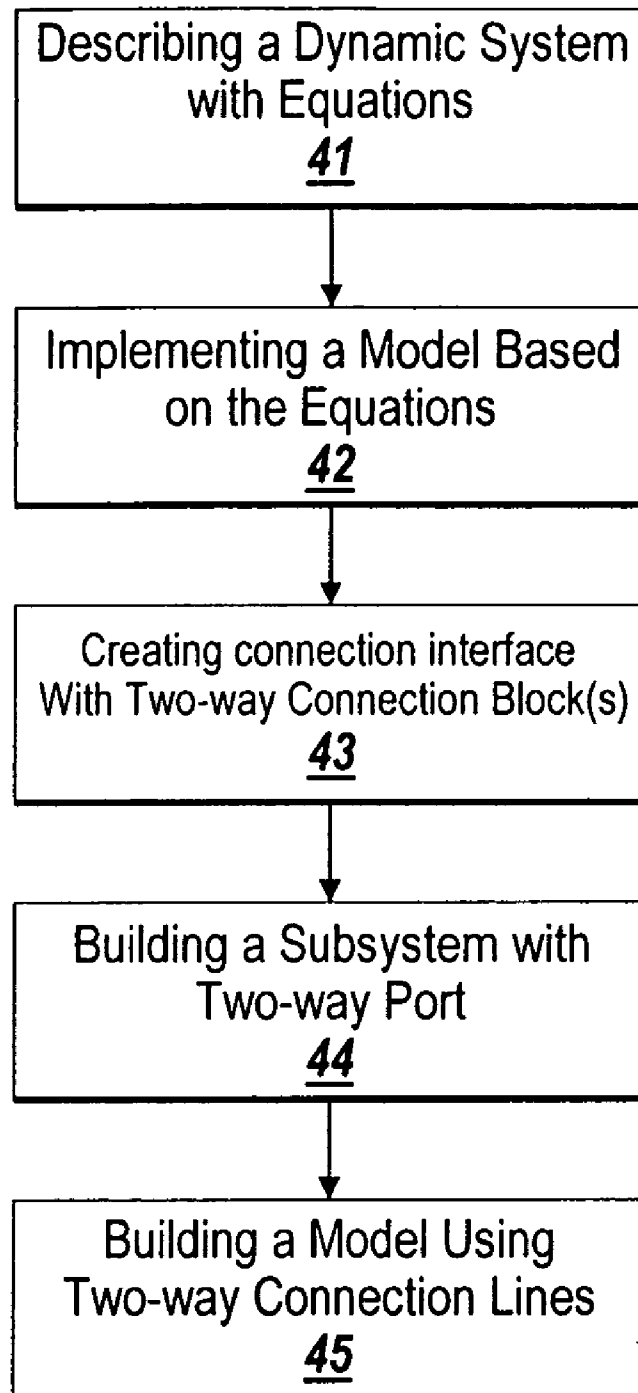 Describing a Dynamic System
with Equations
41
Implementing a Model Based
on the Equations
42
Creating connection interface
With Two-way Connection Block(s)
43
Building a Subsystem with
Two-way Port
44
Building a Model Using
Two-way Connection Lines
45